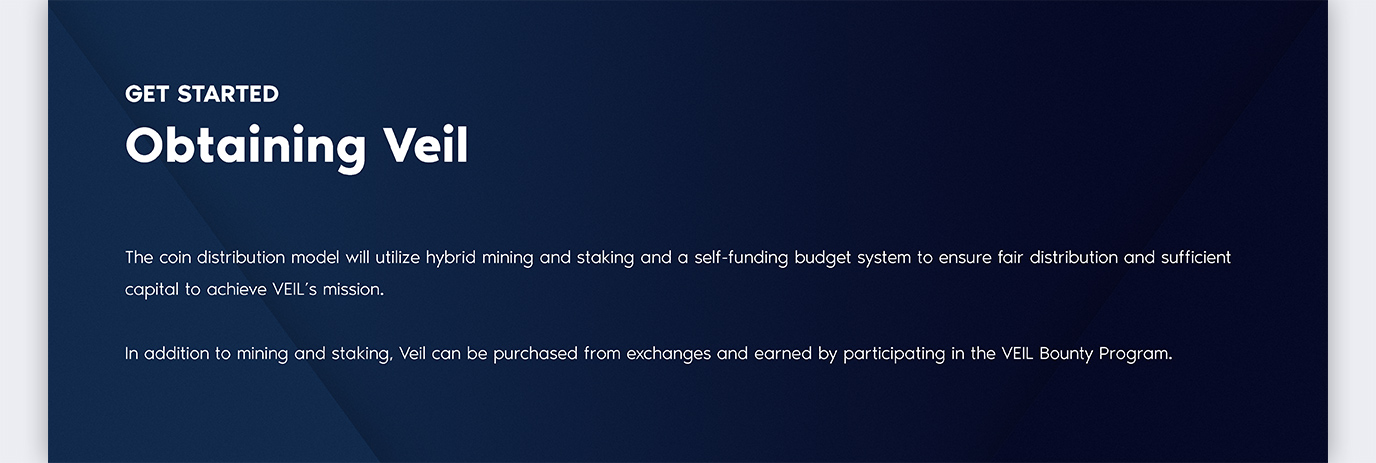 GET STARTED
Obtaining Veil
The coin distribution model will utilize hybrid mining and staking and a self-funding budget system to ensure fair distribution and sufficient
capital to achieve VEIL's mission.
In addition to mining and staking, Veil can be purchased from exchanges and earned by participating in the VEIL Bounty Program.